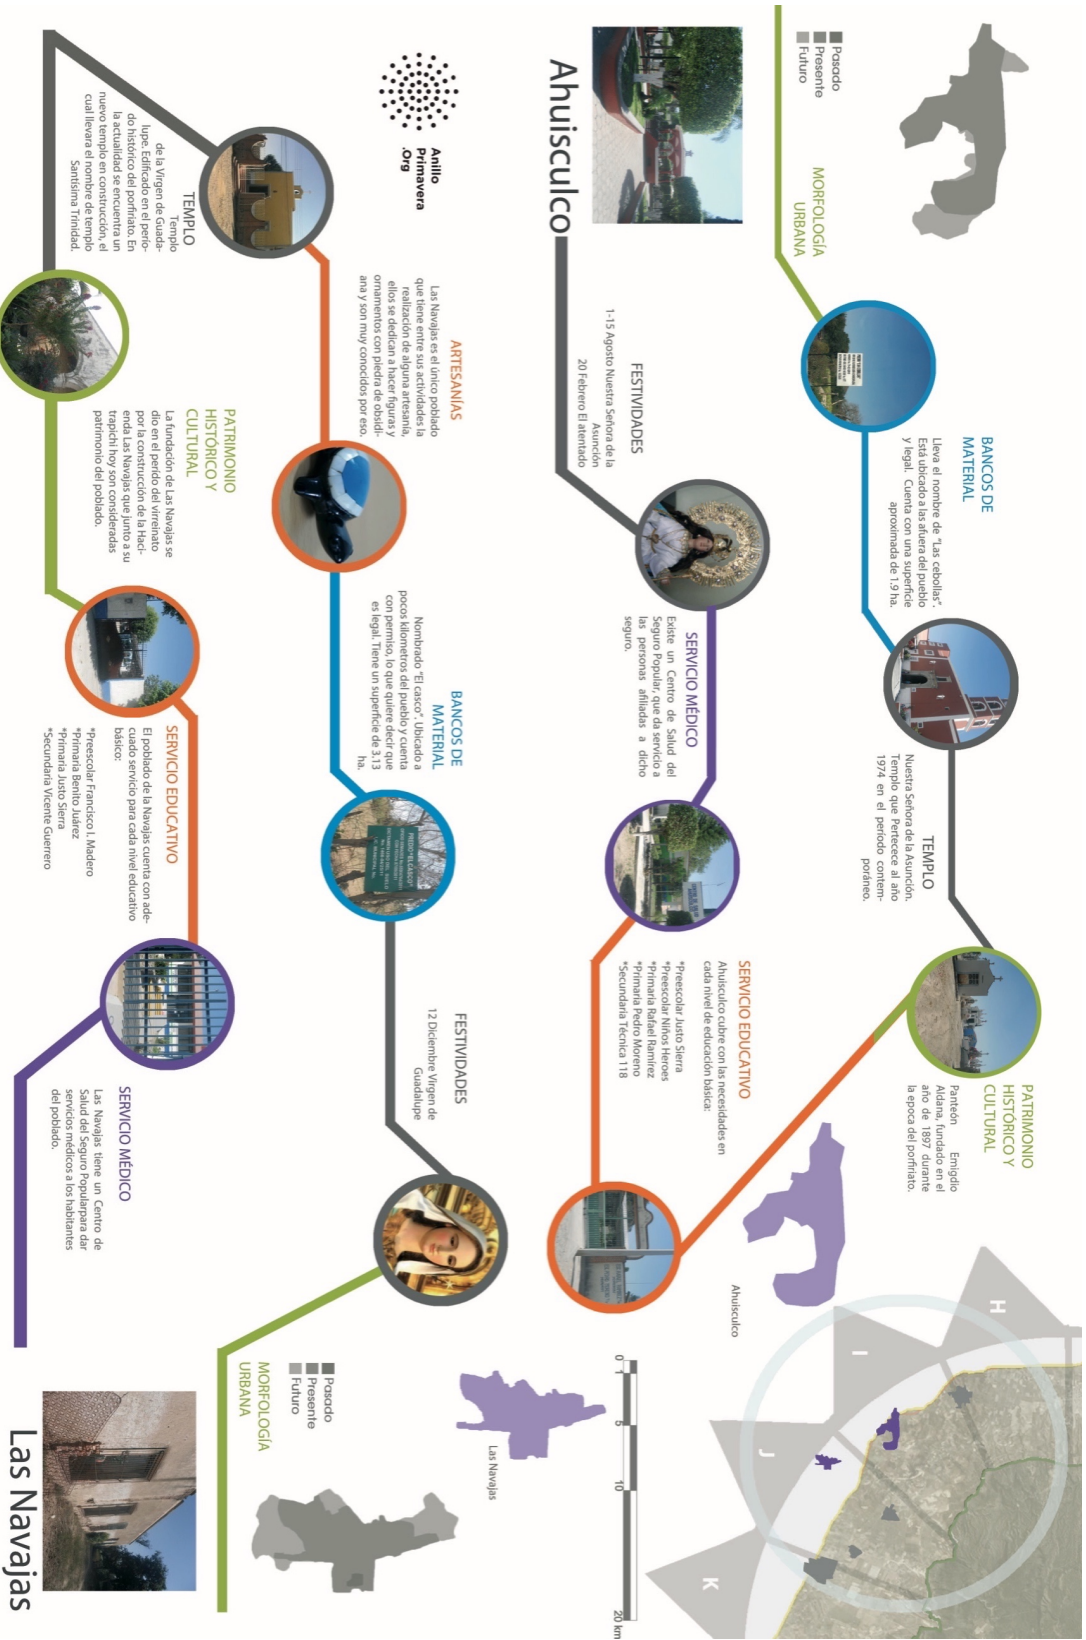 Pasado
Presente
Futuro
MORFOLOGÍA
URBANA
BANCOS DE
MATERIAL
Lleva el nombre de "Las cebollas".
Está ubicado a las afuera del pueblo
y legal. Cuenta con una superficie
aproximada de 1.9 ha.
TEMPLO
Nuestra Señora de la Asunción.
Templo que Pertecece al año
1974 en el periodo contem-
poráneo.
PATRIMONIO
HISTÓRICO Y
CULTURAL
Panteón Emigdio
Aldana, fundado en el
año de 1897 durante
la epoca del porfiriato.
Ahuisculco
FESTIVIDADES
1-15 Agosto Nuestra Señora de la
Asunción
20 Febrero El atentado
SERVICIO MÉDICO
Existe un Centro de Salud del
Seguro Popular, que da servicio a
las personas afiliadas a dicho
seguro.
SERVICIO EDUCATIVO
Ahuisculco cubre con las necesidades en
cada nivel de educación básica:
*Preescolar Justo Sierra
*Preescolar Niños Heroes
*Primaria Rafael Ramírez
*Primaria Pedro Moreno
*Secundaria Técnica 118
Ahuisculco
H
I
J
K
0 1 5 10 20 km
Las Navajas
Anillo
Primavera
.Org
ARTESANÍAS
Las Navajas es el único poblado
que tiene entre sus actividades la
realización de alguna artesanía,
ellos se dedican a hacer figuras y
ornamentos con piedra de obsidi-
ana y son muy conocidos por eso.
BANCOS DE
MATERIAL
Nombrado "El casco". Ubicado a
pocos kilometros del pueblo y cuenta
con permiso, lo que quiere decir que
es legal. Tiene un superficie de 3.13
ha.
PREDIO "EL CASCO"
FESTIVIDADES
12 Diciembre Virgen de
Guadalupe
MORFOLOGÍA
URBANA
Pasado
Presente
Futuro
TEMPLO
Templo
de la Virgen de Guada-
lupe. Edificado en el perio-
do histórico del porfiriato. En
la actualidad se encuentra un
nuevo templo en construcción, el
cual llevara el nombre de templo
Santísima Trinidad.
PATRIMONIO
HISTÓRICO Y
CULTURAL
La fundación de Las Navajas se
dio en el perído del virreinato
por la construcción de la Haci-
enda Las Navajas que junto a su
trapichi hoy son consideradas
patrimonio del poblado.
SERVICIO EDUCATIVO
El poblado de la Navajas cuenta con ade-
cuado servicio para cada nivel educativo
básico:
*Preescolar Francisco I. Madero
*Primaria Benito Juárez
*Primaria Justo Sierra
*Secundaria Vicente Guerrero
SERVICIO MÉDICO
Las Navajas tiene un Centro de
Salud del Seguro Popularpara dar
servicios médicos a los habitantes
del poblado.
Las Navajas